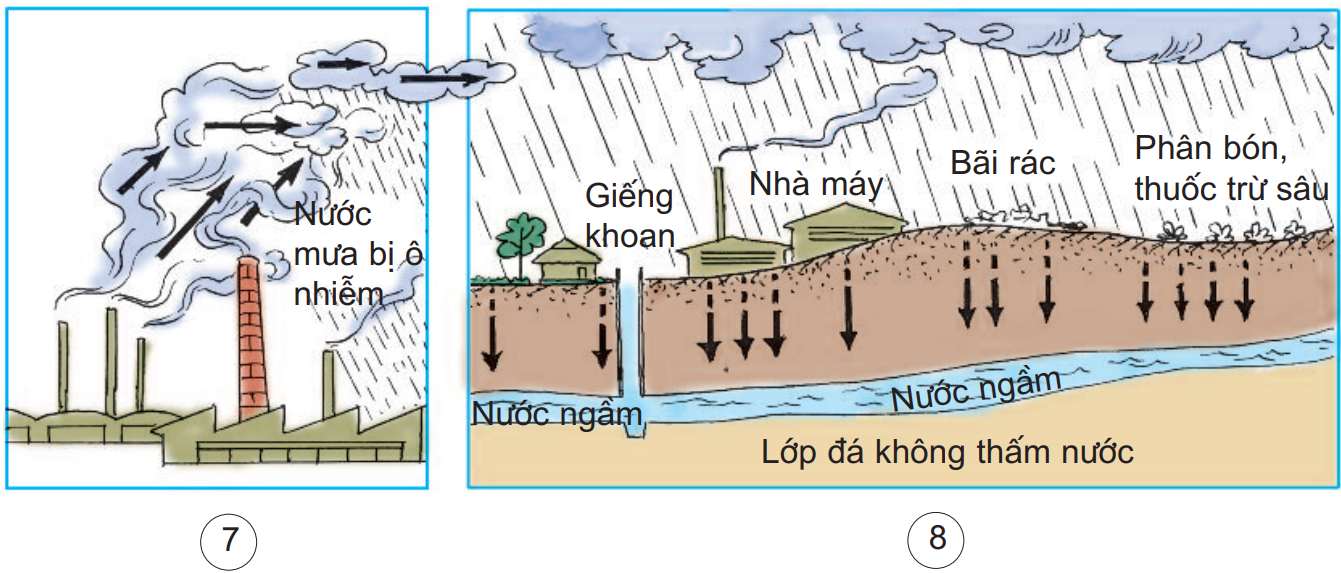 Nước
mưa bị ô
nhiễm
7
Giếng
khoan
Nhà máy
Bãi rác
Phân bón,
thuốc trừ sâu
Nước ngầm
Nước ngầm
Lớp đá không thấm nước
8